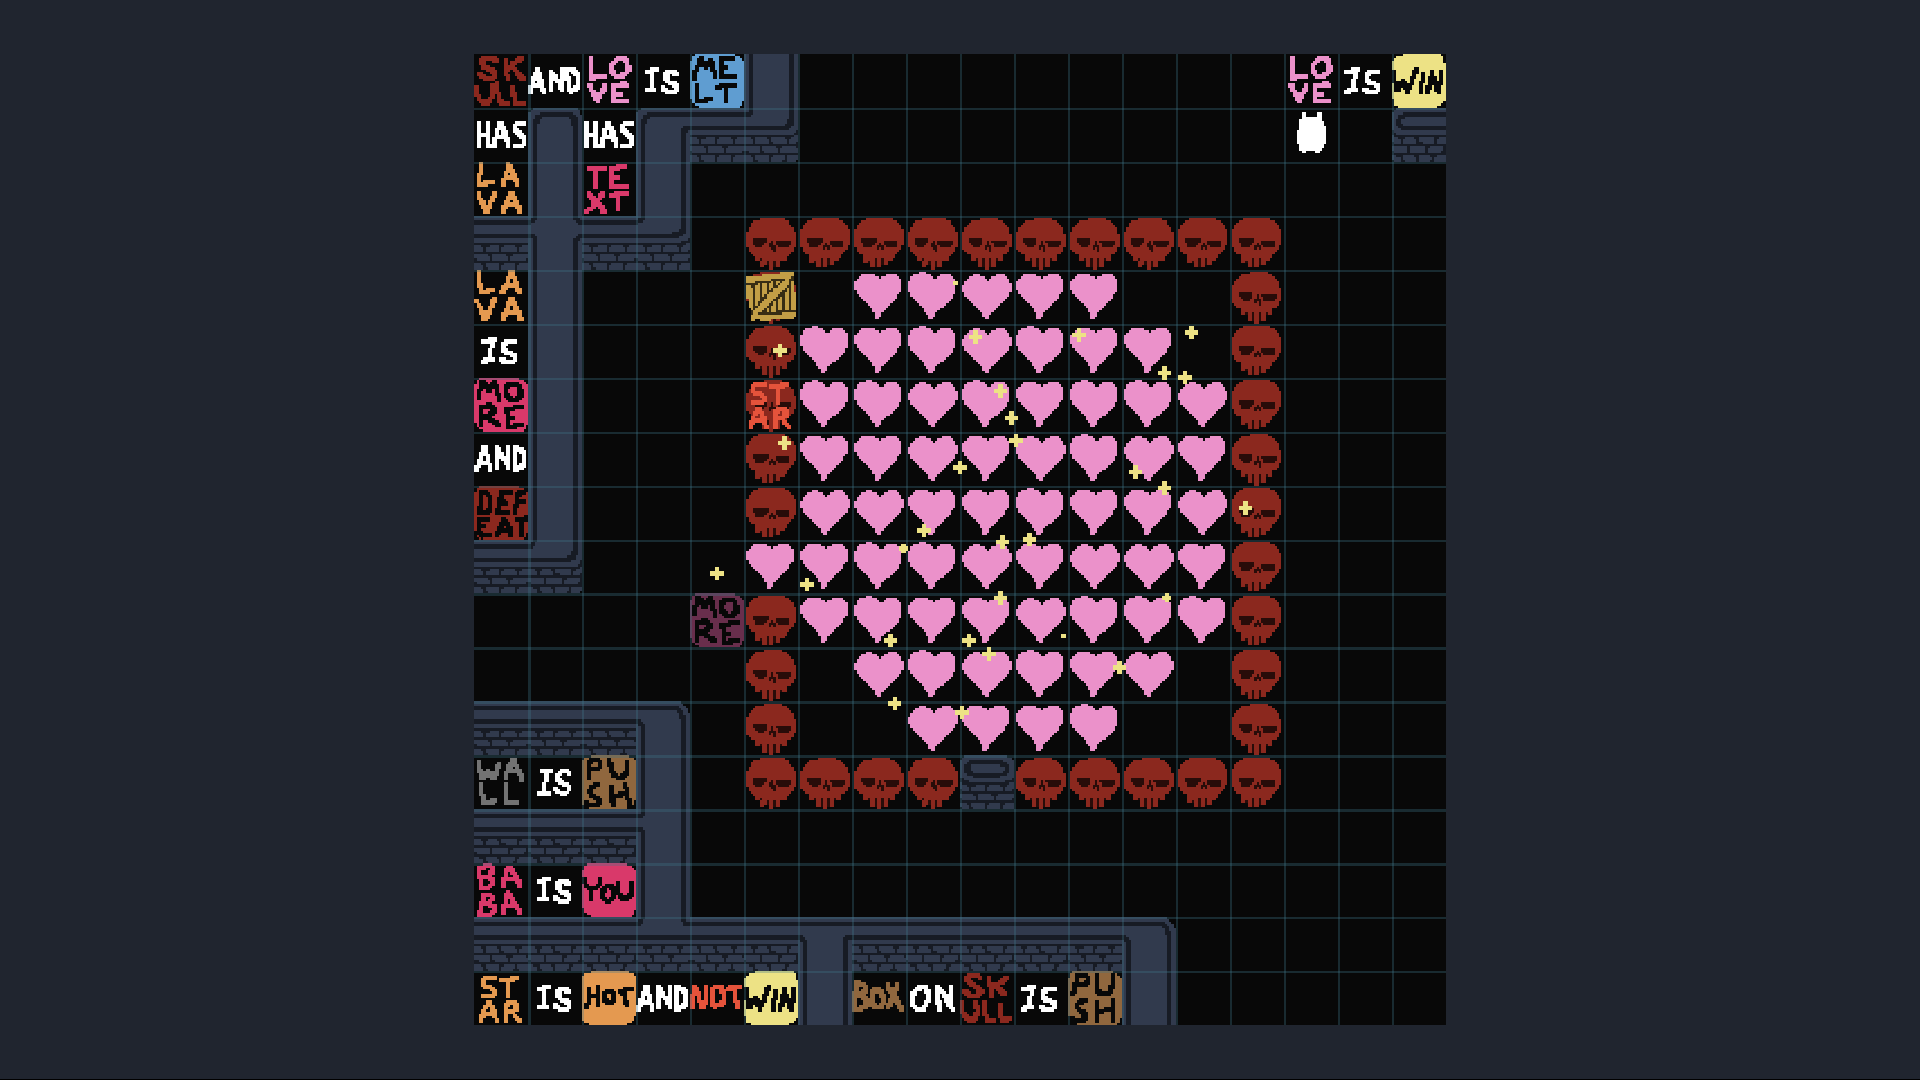 SKULL AND LOVE IS MELT
LOVE IS WIN
HAS HAS
LAVA TEXT
LAVA
IS
MORE
STAR
AND
DEFEAT
MORE
WALL IS PUSH
BABA IS YOU
STAR IS HOT AND NOT WIN
BOX ON SKULL IS PUSH